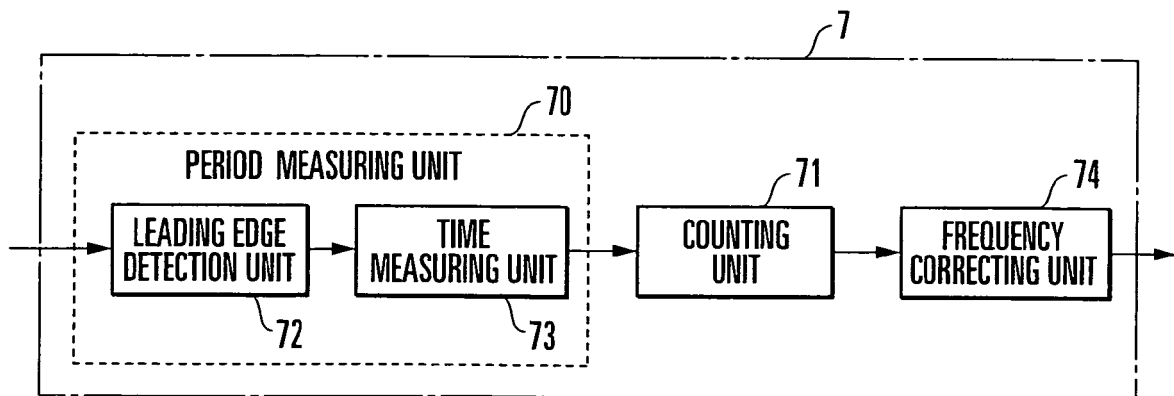 7
70
PERIOD MEASURING UNIT
71
74
LEADING EDGE
DETECTION UNIT
TIME
MEASURING UNIT
COUNTING
UNIT
FREQUENCY
CORRECTING UNIT
72
73